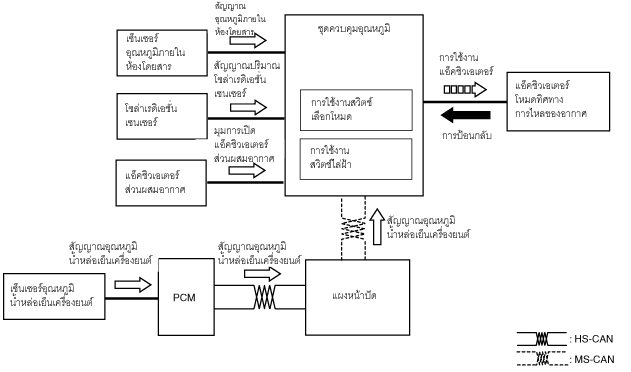 สัญญาณ
อุณหภูมิภายใน
ห้องโดยสาร
เซ็นเซอร์
อุณหภูมิภายใน
ห้องโดยสาร
ชุดควบคุมอุณหภูมิ
สัญญาณปริมาณ
โซล่าเรดิเอชั่น
เซนเซอร์
โซล่าเรดิเอชั่น
เซนเซอร์
การใช้งานสวิตช์
เลือกโหมด
การใช้งาน
แอ็คชิวเอเตอร์
แอ็คชิวเอเตอร์
โหมดทิศทาง
การไหลของอากาศ
การป้อนกลับ
มุมการเปิด
แอ็คชิวเอเตอร์
ส่วนผสมอากาศ
แอ็คชิวเอเตอร์
ส่วนผสมอากาศ
การใช้งาน
สวิตช์ไล่ฝ้า
สัญญาณอุณหภูมิ
น้ำหล่อเย็นเครื่องยนต์
สัญญาณอุณหภูมิ
น้ำหล่อเย็นเครื่องยนต์
สัญญาณอุณหภูมิ
น้ำหล่อเย็นเครื่องยนต์
เซ็นเซอร์อุณหภูมิ
น้ำหล่อเย็นเครื่องยนต์
PCM
แผงหน้าปัด
: HS-CAN
: MS-CAN